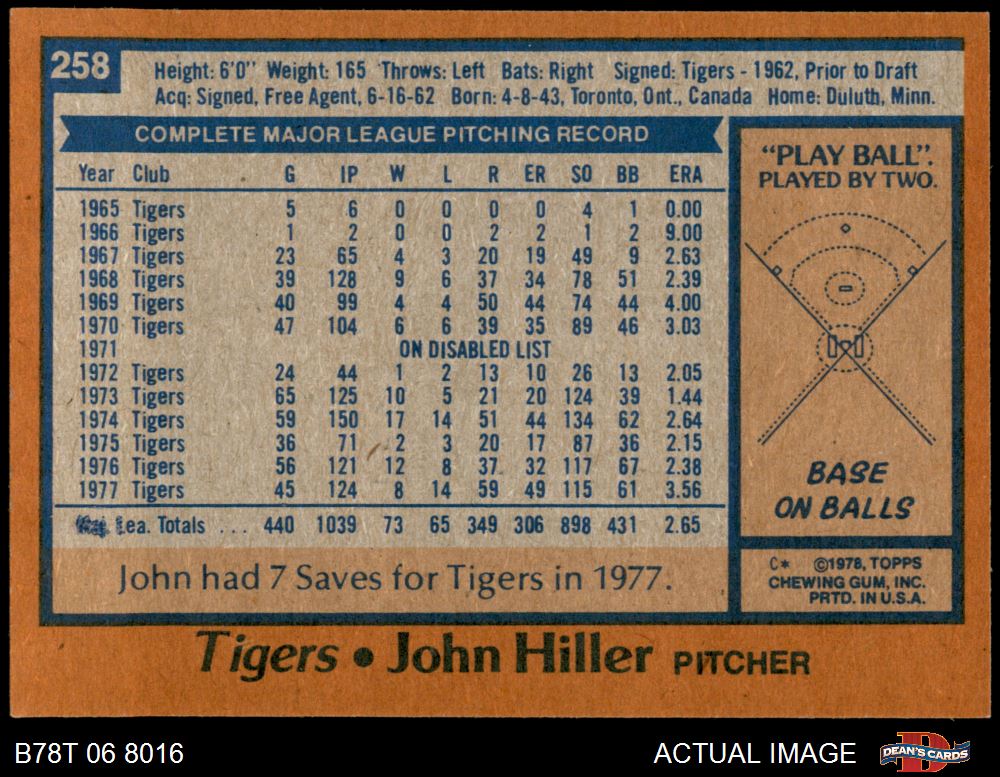 258
Height: 6'0" Weight: 165 Throws: Left Bats: Right Signed: Tigers - 1962, Prior to Draft
Acq: Signed, Free Agent, 6-16-62 Born: 4-8-43, Toronto, Ont., Canada Home: Duluth, Minn.
COMPLETE MAJOR LEAGUE PITCHING RECORD
Year Club G IP W L R ER SO BB ERA
1965 Tigers 5 6 0 0 0 0 4 1 0.00
1966 Tigers 1 2 0 0 2 2 1 2 9.00
1967 Tigers 23 65 4 3 20 19 49 9 2.63
1968 Tigers 39 128 9 6 37 34 78 51 2.39
1969 Tigers 40 99 4 4 50 44 74 44 4.00
1970 Tigers 47 104 6 6 39 35 89 46 3.03
1971 ON DISABLED LIST
1972 Tigers 24 44 1 2 13 10 26 13 2.05
1973 Tigers 65 125 10 5 21 20 124 39 1.44
1974 Tigers 59 150 17 14 51 44 134 62 2.64
1975 Tigers 36 71 2 3 20 17 87 36 2.15
1976 Tigers 56 121 12 8 37 32 117 67 2.38
1977 Tigers 45 124 8 14 59 49 115 61 3.56
Lea. Totals ... 440 1039 73 65 349 306 898 431 2.65
John had 7 Saves for Tigers in 1977.
"PLAY BALL".
PLAYED BY TWO.
BASE
ON BALLS
C* ©1978, TOPPS
CHEWING GUM, INC.
PRTD. IN U.S.A.
Tigers • John Hiller PITCHER
B78T 06 8016
ACTUAL IMAGE
DEAN'S CARDS